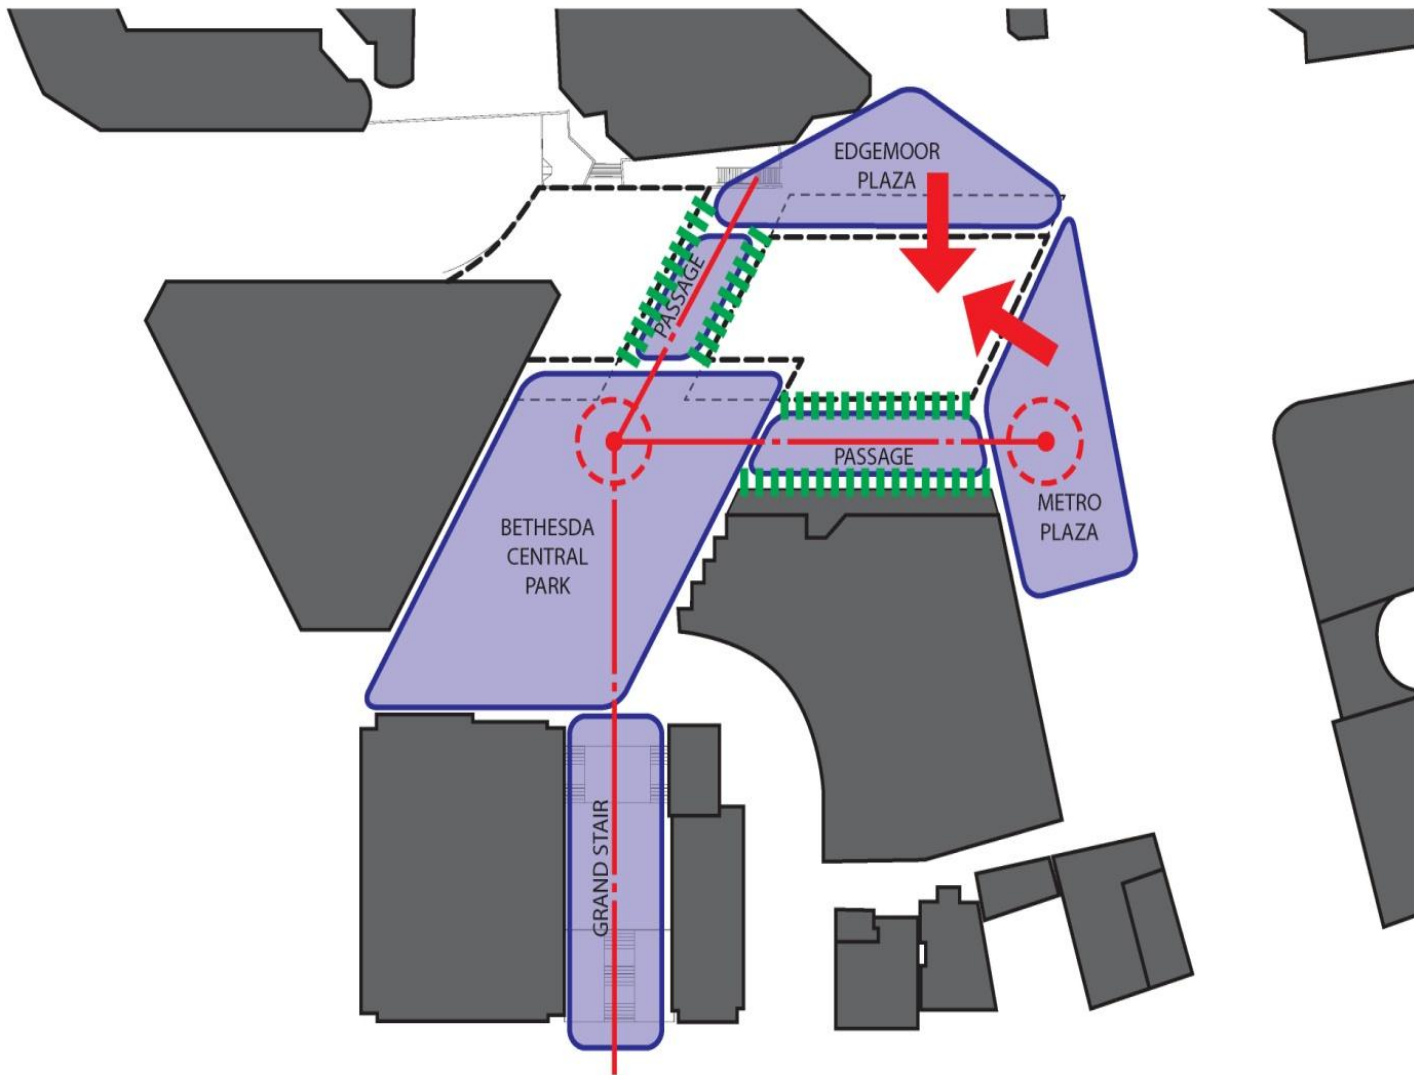 EDGEMOOR
PLAZA
PASSAGE
PASSAGE
METRO
PLAZA
BETHESDA
CENTRAL
PARK
GRAND STAIR